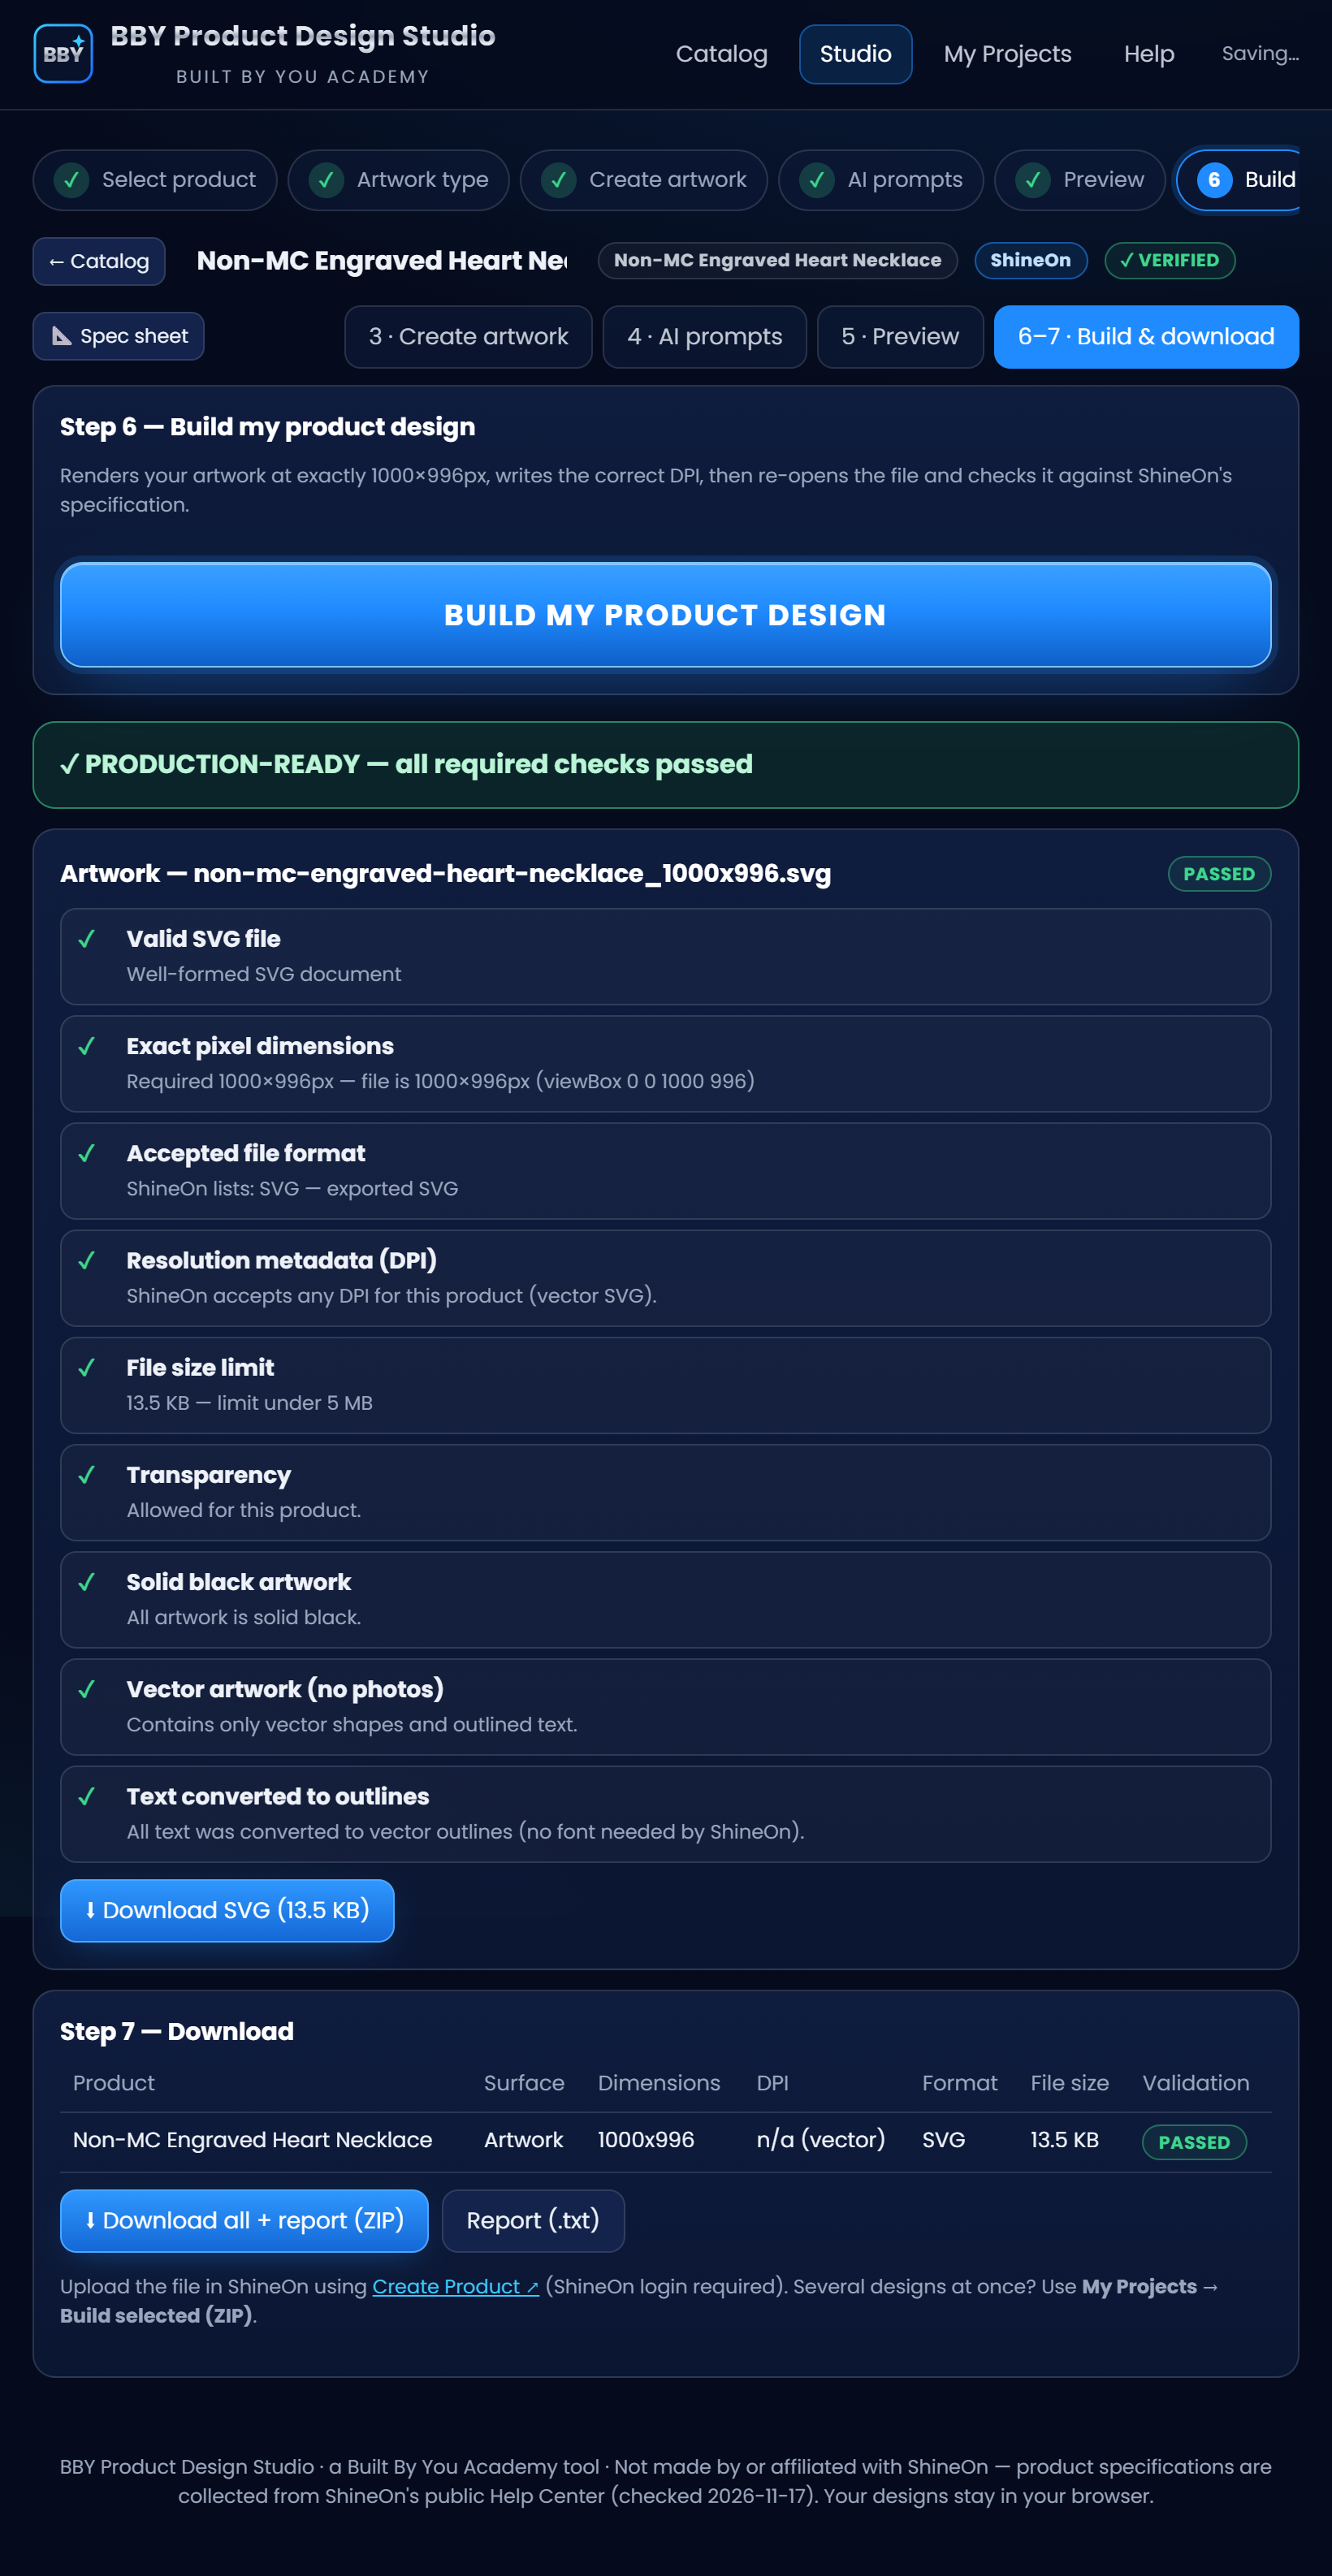 BBY
BBY Product Design Studio
BUILT BY YOU ACADEMY
Catalog
Studio
My Projects
Help
Saving...
✓ Select product
✓ Artwork type
✓ Create artwork
✓ AI prompts
✓ Preview
6 Build
← Catalog
Non-MC Engraved Heart Nec
Non-MC Engraved Heart Necklace
ShineOn
✓ VERIFIED
📐 Spec sheet
3 · Create artwork
4 · AI prompts
5 · Preview
6–7 · Build & download
Step 6 — Build my product design
Renders your artwork at exactly 1000×996px, writes the correct DPI, then re-opens the file and checks it against ShineOn's
specification.
BUILD MY PRODUCT DESIGN
✓ PRODUCTION-READY — all required checks passed
Artwork — non-mc-engraved-heart-necklace_1000x996.svg
PASSED
✓ Valid SVG file
Well-formed SVG document
✓ Exact pixel dimensions
Required 1000×996px — file is 1000×996px (viewBox 0 0 1000 996)
✓ Accepted file format
ShineOn lists: SVG — exported SVG
✓ Resolution metadata (DPI)
ShineOn accepts any DPI for this product (vector SVG).
✓ File size limit
13.5 KB — limit under 5 MB
✓ Transparency
Allowed for this product.
✓ Solid black artwork
All artwork is solid black.
✓ Vector artwork (no photos)
Contains only vector shapes and outlined text.
✓ Text converted to outlines
All text was converted to vector outlines (no font needed by ShineOn).
⬇ Download SVG (13.5 KB)
Step 7 — Download
Product Surface Dimensions DPI Format File size Validation
Non-MC Engraved Heart Necklace Artwork 1000x996 n/a (vector) SVG 13.5 KB PASSED
⬇ Download all + report (ZIP)
Report (.txt)
Upload the file in ShineOn using Create Product ↗ (ShineOn login required). Several designs at once? Use My Projects →
Build selected (ZIP).
BBY Product Design Studio · a Built By You Academy tool · Not made by or affiliated with ShineOn — product specifications are
collected from ShineOn's public Help Center (checked 2026-11-17). Your designs stay in your browser.